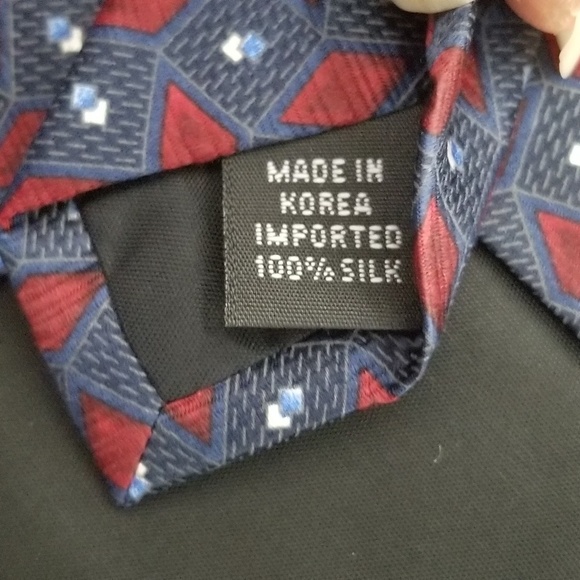 MADE IN
KOREA
IMPORTED
100% SILK